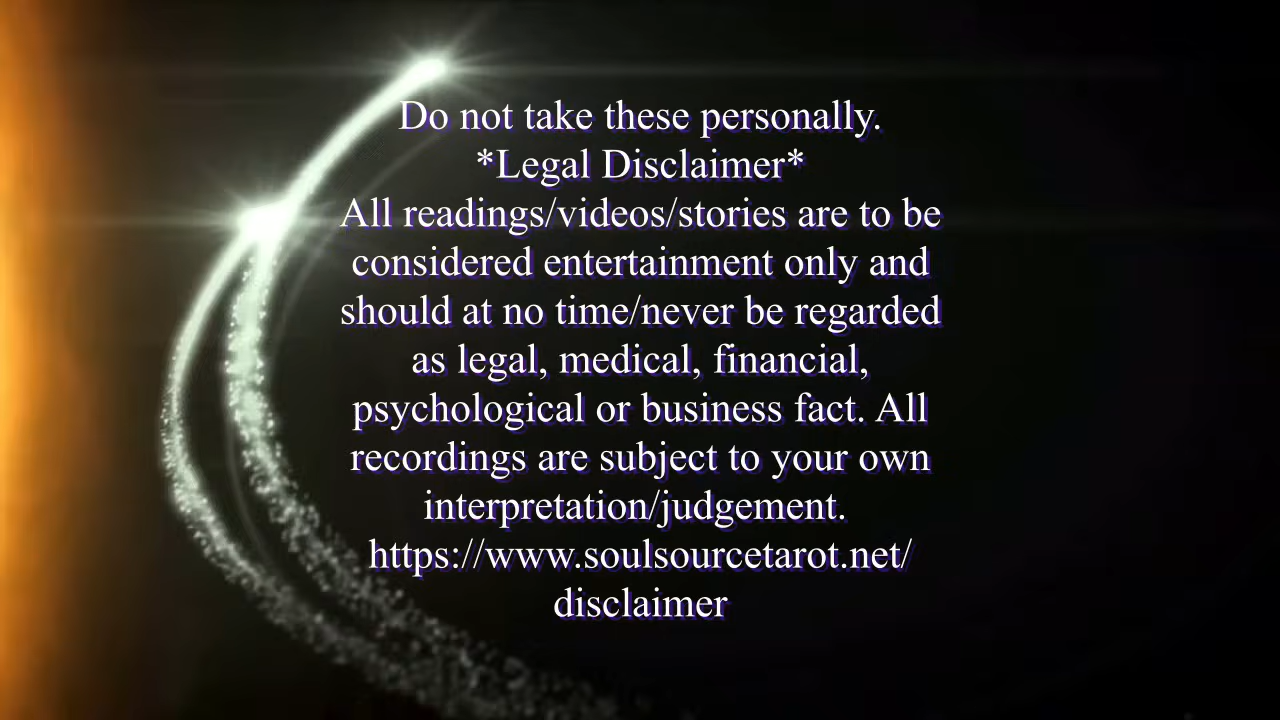 Do not take these personally.
*Legal Disclaimer*
All readings/videos/stories are to be
considered entertainment only and
should at no time/never be regarded
as legal, medical, financial,
psychological or business fact. All
recordings are subject to your own
interpretation/judgement.
https://www.soulsourcetarot.net/
disclaimer